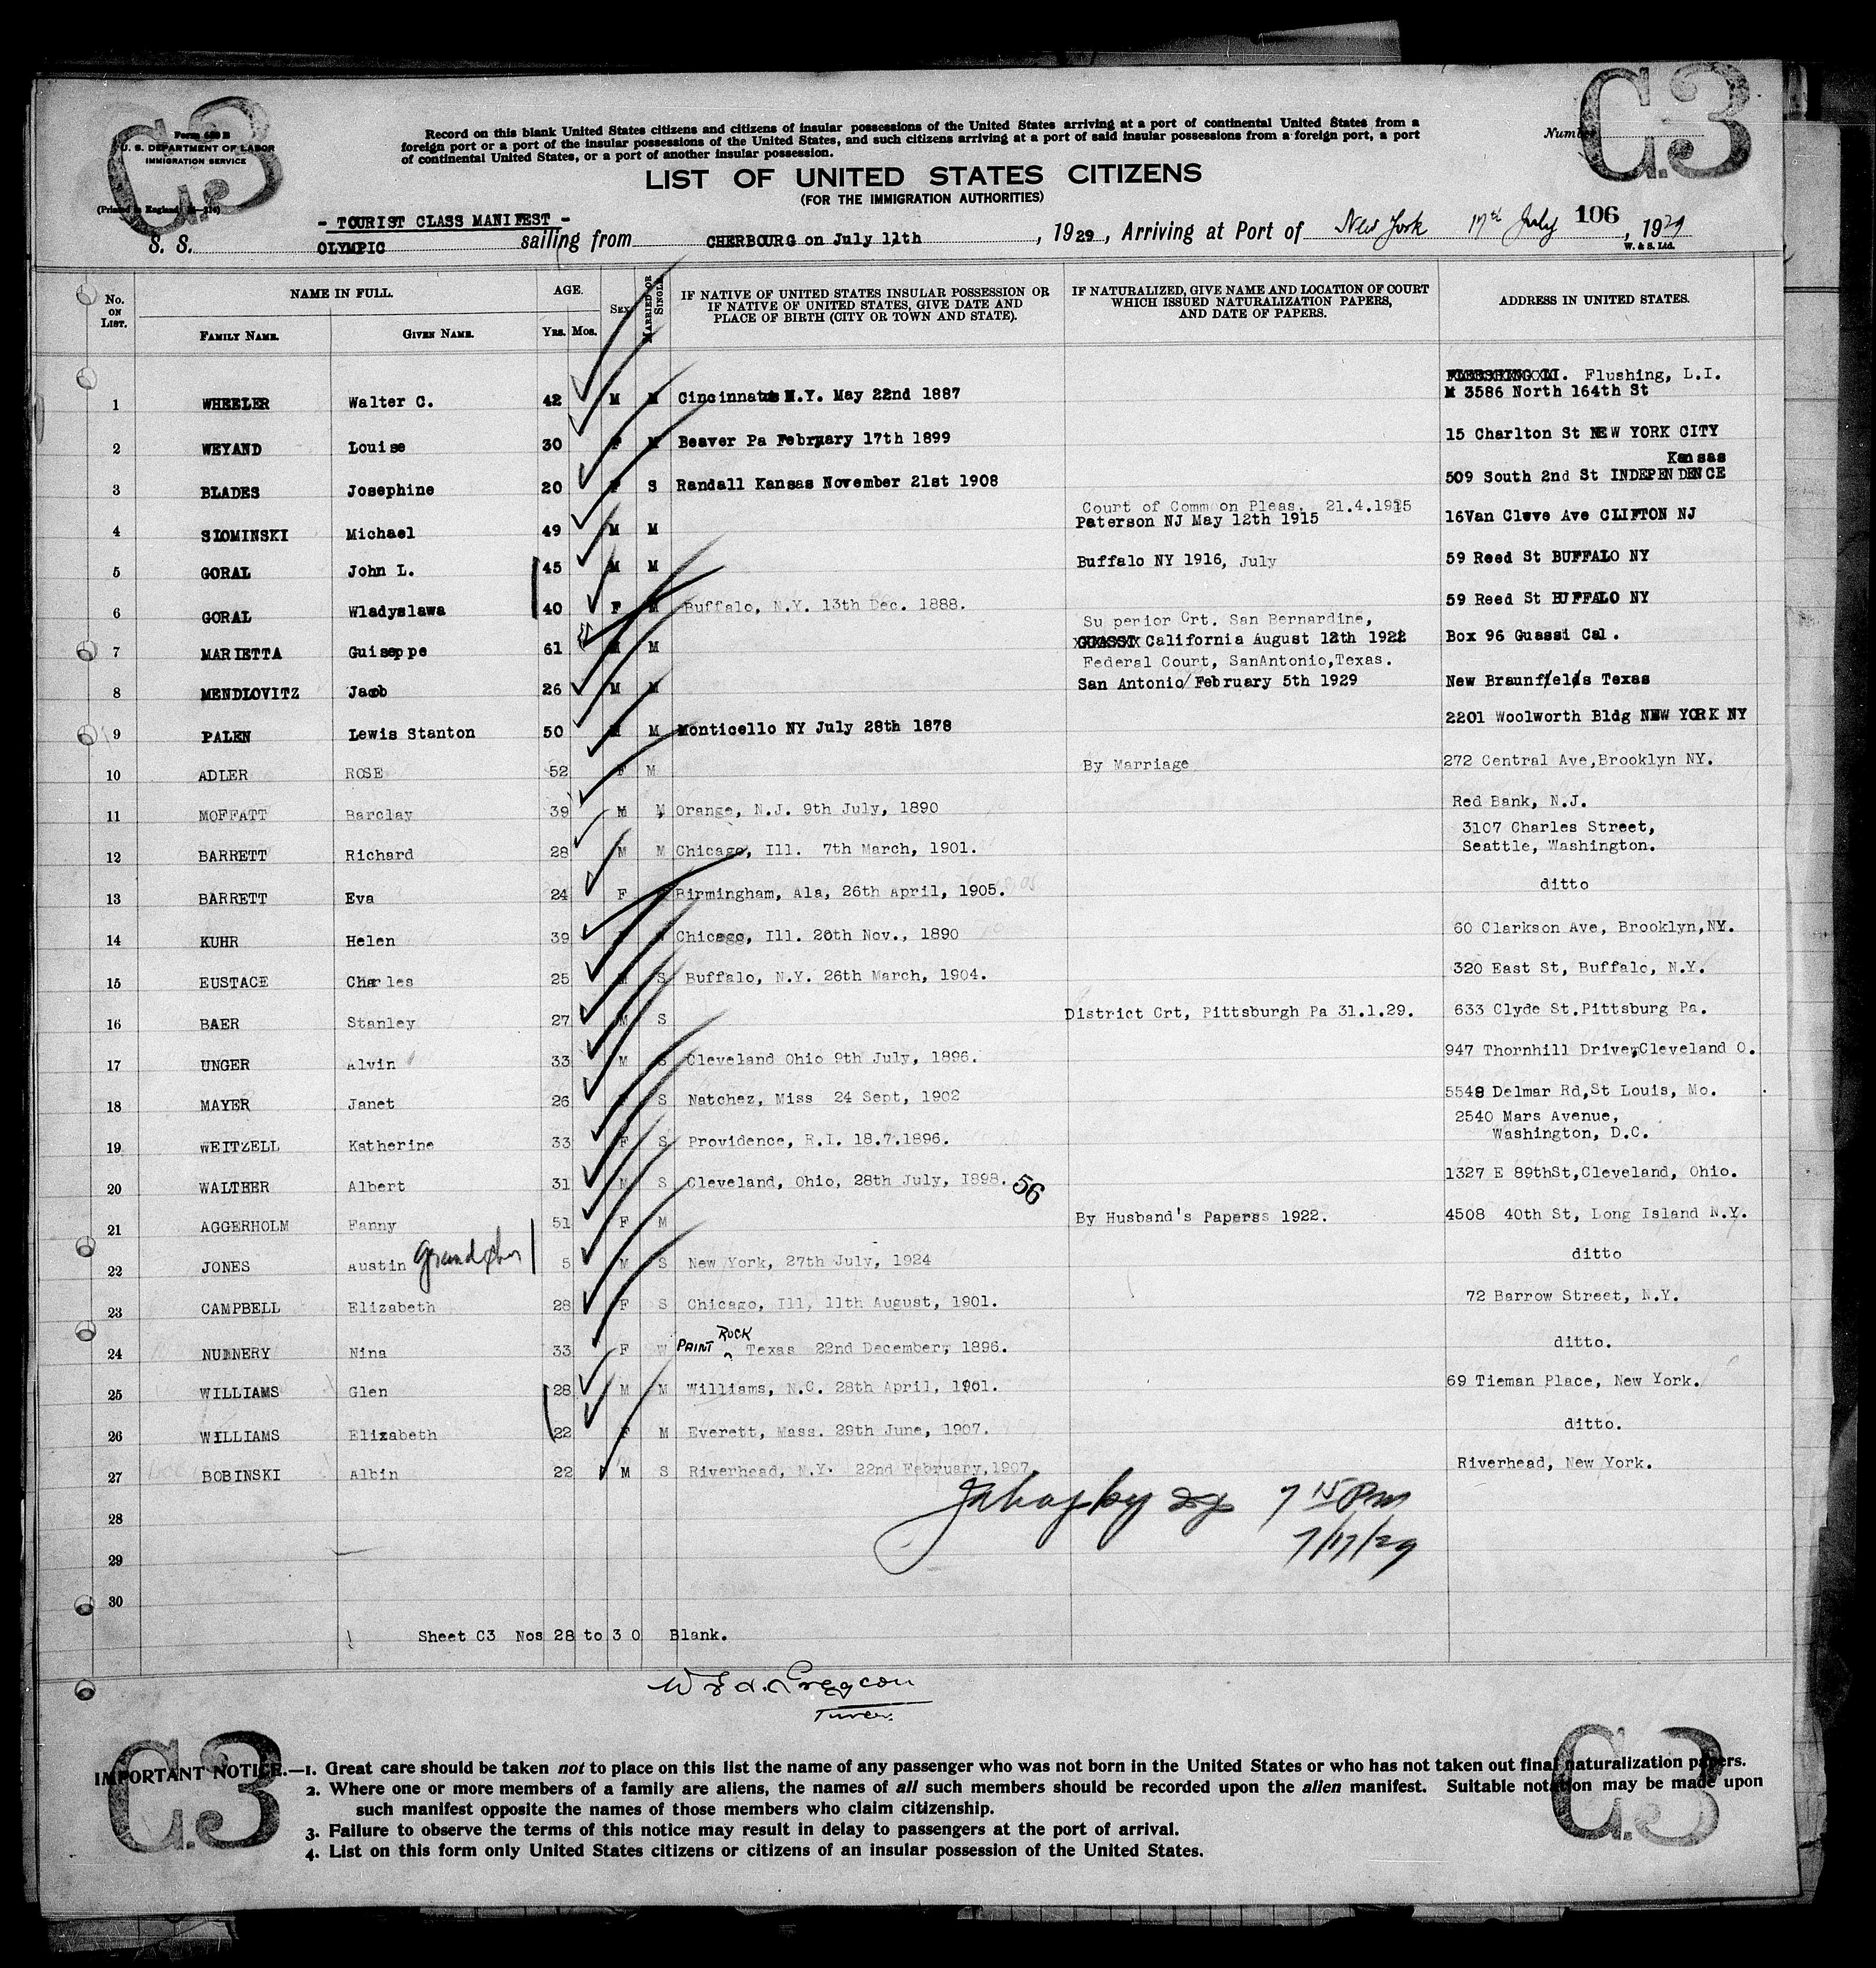 C.3
C.3
Form 630 B
U. S. DEPARTMENT OF LABOR
IMMIGRATION SERVICE
Record on this blank United States citizens and citizens of insular possessions of the United States arriving at a port of continental United States from a
foreign port or a port of the insular possessions of the United States, and such citizens arriving at a port of said insular possessions from a foreign port, a port
of continental United States, or a port of another insular possession.
Number
LIST OF UNITED STATES CITIZENS
(FOR THE IMMIGRATION AUTHORITIES)
- TOURIST CLASS MANIFEST -
S. S. OLYMPIC sailing from CHERBOURG on July 11th, 1929, Arriving at Port of New York 17th July 106, 1929
W. & S. Ltd.
No. ON LIST. NAME IN FULL. AGE. SEX MARRIED OR SINGLE IF NATIVE OF UNITED STATES INSULAR POSSESSION OR IF NATIVE OF UNITED STATES, GIVE DATE AND PLACE OF BIRTH (CITY OR TOWN AND STATE). IF NATURALIZED, GIVE NAME AND LOCATION OF COURT WHICH ISSUED NATURALIZATION PAPERS, AND DATE OF PAPERS. ADDRESS IN UNITED STATES.
FAMILY NAME. GIVEN NAME. YRS. MOS.
Flushing, L.I.
1 WHEELER Walter C. 42 M M Cincinnatus N.Y. May 22nd 1887 3586 North 164th St
2 WEYAND Louise 30 F M Beaver Pa February 17th 1899 15 Charlton St NEW YORK CITY
Kansas
3 BLADES Josephine 20 F S Randall Kansas November 21st 1908 509 South 2nd St INDEPENDENCE
Court of Common Pleas, 21.4.1915
4 SIOMINSKI Michael 49 M M Paterson NJ May 12th 1915 16Van Cleve Ave CLIFTON NJ
5 GORAL John L. 45 M M Buffalo NY 1916, July 59 Reed St BUFFALO NY
6 GORAL Wladyslawa 40 F M Buffalo, N.Y. 13th Dec. 1888. 59 Reed St BUFFALO NY
Superior Crt. San Bernardine,
7 MARIETTA Guiseppe 61 M M California August 12th 1922 Box 96 Guassi Cal.
Federal Court, SanAntonio,Texas.
8 MENDLOVITZ Jacob 26 M M San Antonio/February 5th 1929 New Braunfields Texas
9 PALEN Lewis Stanton 50 M M Monticello NY July 28th 1878 2201 Woolworth Bldg NEW YORK NY
10 ADLER ROSE 52 F M By Marriage 272 Central Ave,Brooklyn NY.
11 MOFFATT Barclay 39 M M Orange, N.J. 9th July, 1890 Red Bank, N.J.
3107 Charles Street,
12 BARRETT Richard 28 M M Chicago, Ill. 7th March, 1901. Seattle, Washington.
13 BARRETT Eva 24 F Birmingham, Ala, 26th April, 1905. ditto
14 KUHR Helen 39 Chicago, Ill. 20th Nov., 1890 60 Clarkson Ave, Brooklyn,NY.
15 EUSTACE Charles 25 M S Buffalo, N.Y. 26th March, 1904. 320 East St, Buffalo, N.Y.
16 BAER Stanley 27 M S District Crt, Pittsburgh Pa 31.1.29. 633 Clyde St.Pittsburg Pa.
17 UNGER Alvin 33 M S Cleveland Ohio 9th July, 1896. 947 Thornhill Drive,Cleveland O.
18 MAYER Janet 26 S Natchez, Miss 24 Sept, 1902 5548 Delmar Rd,St Louis, Mo.
2540 Mars Avenue,
19 WEITZELL Katherine 33 F S Providence, R.I. 18.7.1896. Washington, D.C.
20 WALTHER Albert 31 M S Cleveland, Ohio, 28th July, 1898. 56 1327 E 89thSt,Cleveland, Ohio.
21 AGGERHOLM Fanny 51 F M By Husband's Papers 1922. 4508 40th St, Long Island N.Y.
22 JONES Austin 5 M S New York, 27th July, 1924 ditto
23 CAMPBELL Elizabeth 28 F S Chicago, Ill, 11th August, 1901. 72 Barrow Street, N.Y.
24 NUNNERY Nina 33 F W PAINT ROCK Texas 22nd December, 1896. ditto.
25 WILLIAMS Glen 28 M M Williams, N.C. 28th April, 1901. 69 Tieman Place, New York.
26 WILLIAMS Elizabeth 22 F M Everett, Mass. 29th June, 1907. ditto.
27 BOBINSKI Albin 22 M S Riverhead, N.Y. 22nd February,1907 Riverhead, New York.
28 7 15 Pm
29 7/17/29
30
Sheet C3 Nos 28 to 30 Blank.
C.3
C.3
IMPORTANT NOTICE.—1. Great care should be taken not to place on this list the name of any passenger who was not born in the United States or who has not taken out final naturalization papers.
2. Where one or more members of a family are aliens, the names of all such members should be recorded upon the alien manifest. Suitable notation may be made upon
such manifest opposite the names of those members who claim citizenship.
3. Failure to observe the terms of this notice may result in delay to passengers at the port of arrival.
4. List on this form only United States citizens or citizens of an insular possession of the United States.